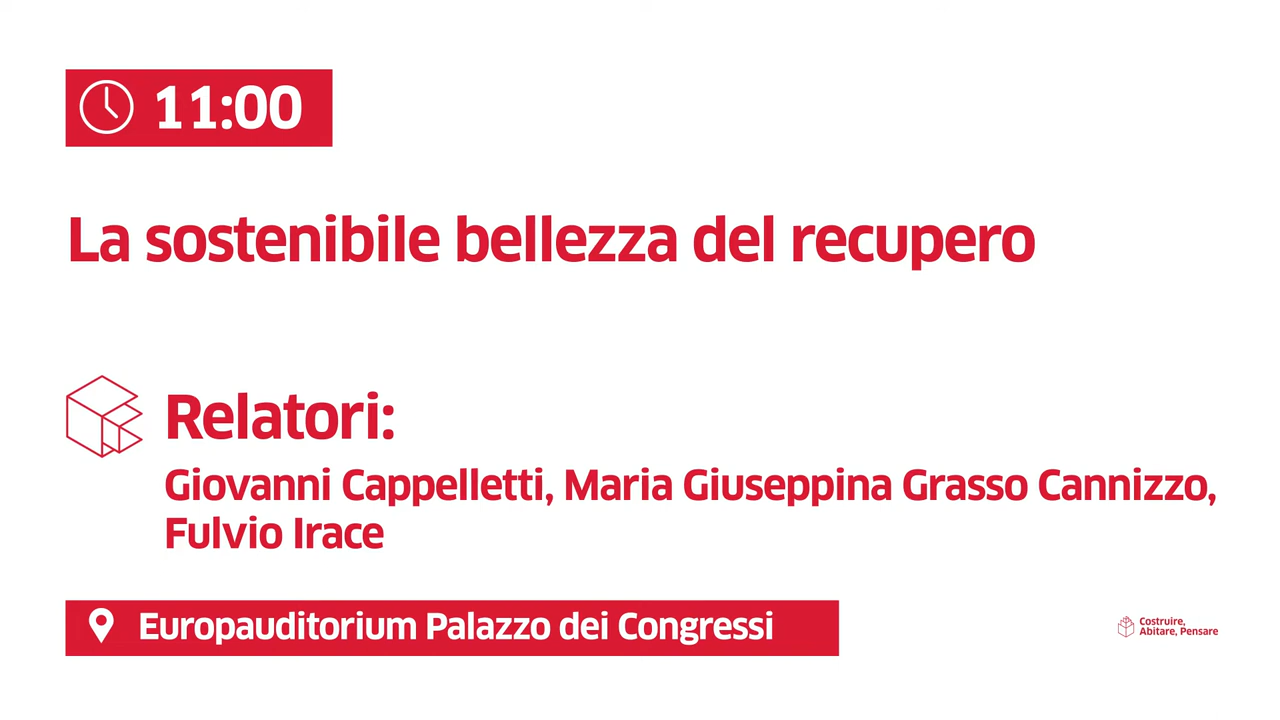 11:00
La sostenibile bellezza del recupero
Relatori:
Giovanni Cappelletti, Maria Giuseppina Grasso Cannizzo,
Fulvio Irace
Europauditorium Palazzo dei Congressi
Costruire,
Abitare, Pensare